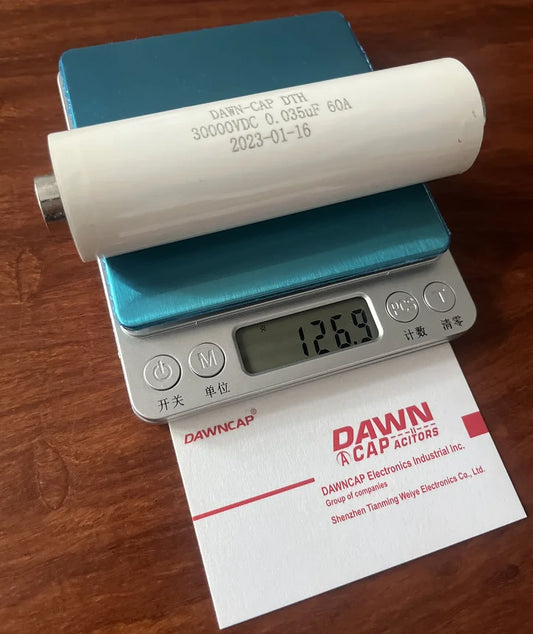 DAWN-CAP DTH
30000VDC 0.035uF 60A
2023-01-16
126.9
PCS
T
M
开关
单位
计数
清零
DAWNCAP®
DAWN
CAP ACITORS
DAWNCAP Electronics Industrial Inc.
Group of companies
Shenzhen Tianming Weiye Electronics Co., Ltd.